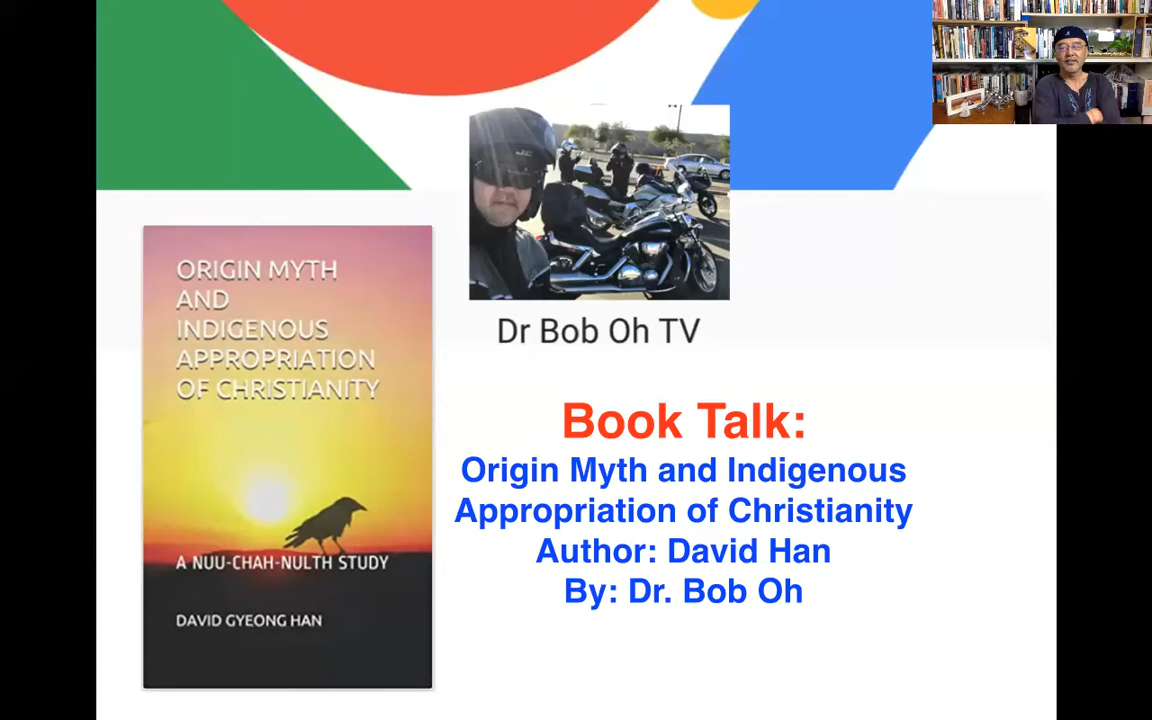 ORIGIN MYTH
AND
INDIGENOUS
APPROPRIATION
OF CHRISTIANITY
A NUU-CHAH-NULTH STUDY
DAVID GYEONG HAN
Dr Bob Oh TV
Book Talk:
Origin Myth and Indigenous
Appropriation of Christianity
Author: David Han
By: Dr. Bob Oh